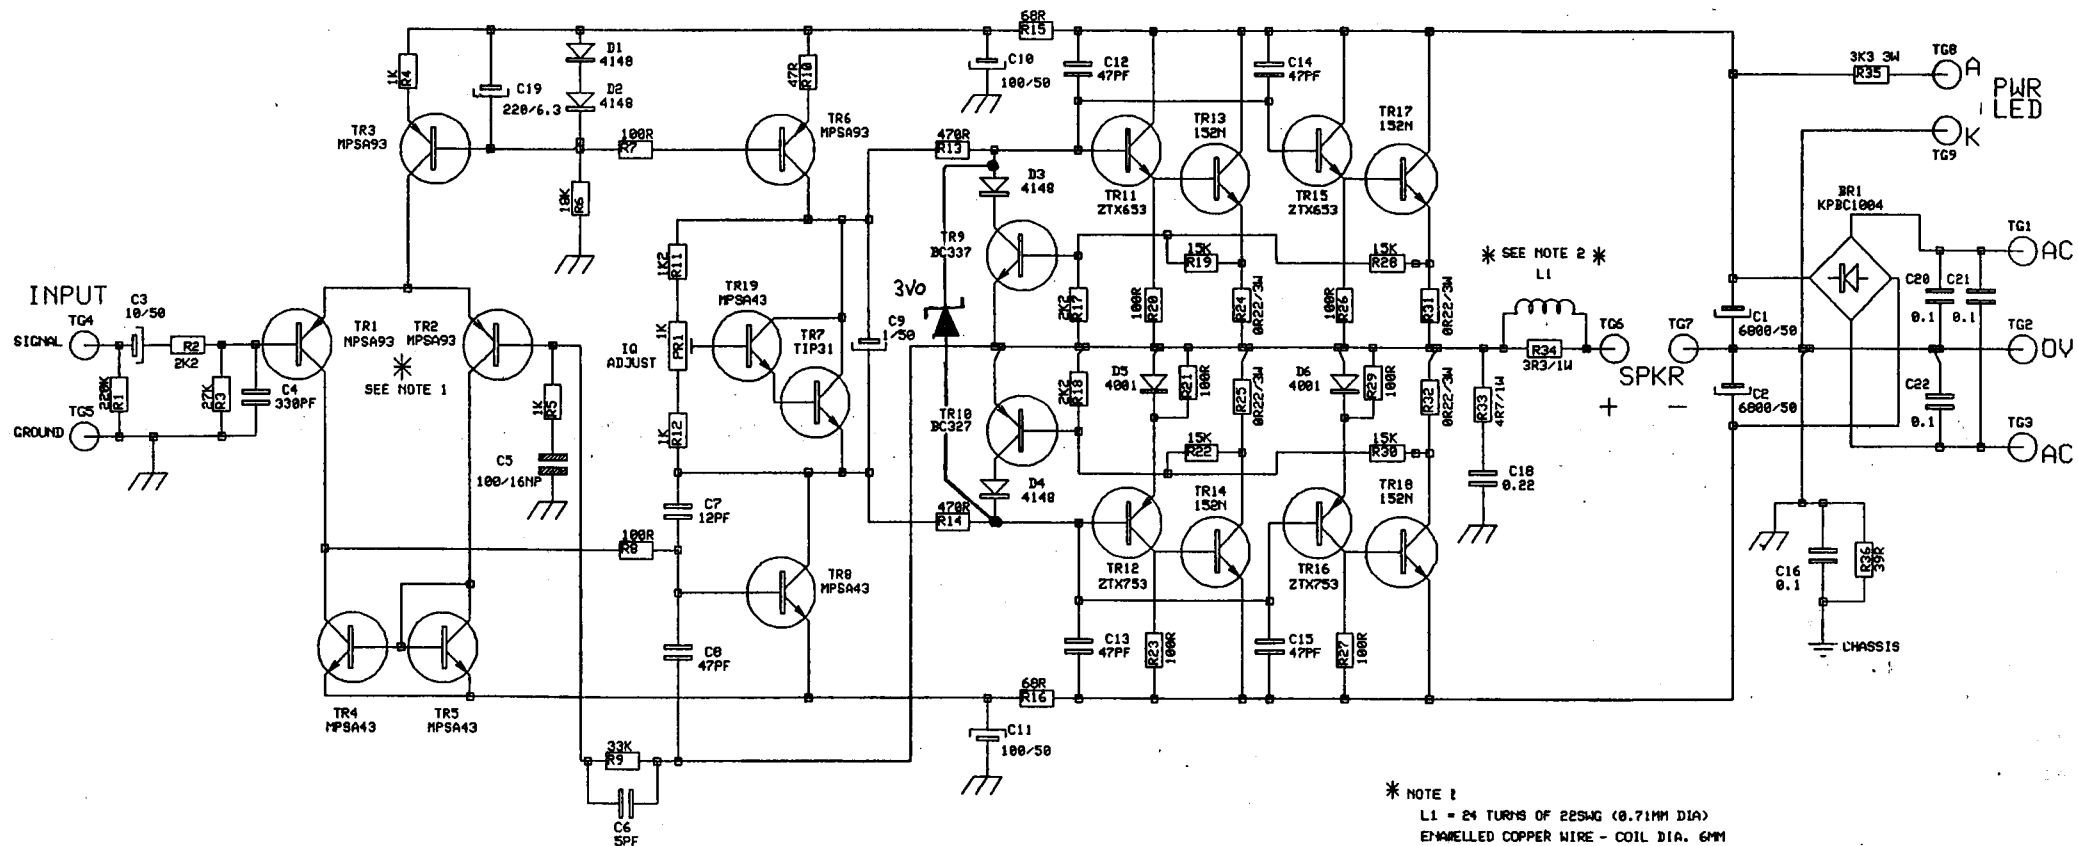 68R
R15
1K
R4
C19
220/6.3
D1
4148
D2
4148
47R
R10
C10
100/50
C12
47PF
C14
47PF
3K3 3W
R35
TG8
A
PWR
LED
K
TG9
TR3
MPSA93
100R
R7
TR6
MPSA93
470R
R13
TR13
152N
TR17
152N
18K
R6
D3
4148
TR11
ZTX653
TR15
ZTX653
BR1
KPBC1004
TG1
AC
1K2
R11
TR9
BC337
15K
R19
15K
R28
* SEE NOTE 2 *
L1
C20
0.1
C21
0.1
INPUT
TG4
SIGNAL
C3
10/50
R2
2K2
TR1
MPSA93
TR2
MPSA93
*
SEE NOTE 1
TR19
MPSA43
3V0
2K2
R17
100R
R20
R24
0R22/3W
100R
R26
R31
0R22/3W
1K
PR1
IQ
ADJUST
TR7
TIP31
C9
1/50
TG6
TG7
C1
6800/50
TG2
0V
R34
3R3/1W
SPKR
+
-
220K
R1
27K
R3
C4
330PF
1K
R5
2K2
R18
D5
4001
R21
100R
R25
0R22/3W
D6
4001
R29
100R
R32
0R22/3W
R33
4R7/1W
C2
6800/50
C22
0.1
TG5
GROUND
1K
R12
TR10
BC327
TG3
AC
C5
100/16NP
15K
R22
15K
R30
D4
4148
C18
0.22
C7
12PF
470R
R14
TR14
152N
TR18
152N
100R
R8
TR12
ZTX753
TR16
ZTX753
TR8
MPSA43
C16
0.1
R36
39R
C8
47PF
C13
47PF
R23
100R
C15
47PF
R27
100R
CHASSIS
TR4
MPSA43
TR5
MPSA43
68R
R16
C11
100/50
33K
R9
C6
5PF
* NOTE
L1 = 24 TURNS OF 22SWG (0.71MM DIA)
ENAMELLED COPPER WIRE - COIL DIA. 6MM